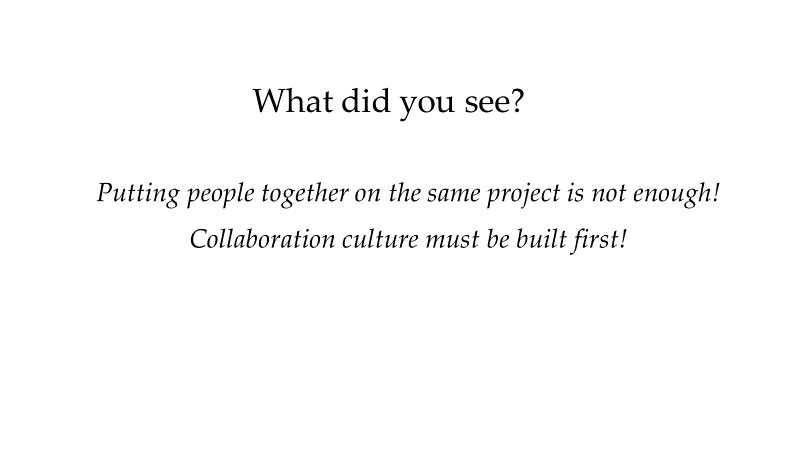 What did you see?
Putting people together on the same project is not enough!
Collaboration culture must be built first!